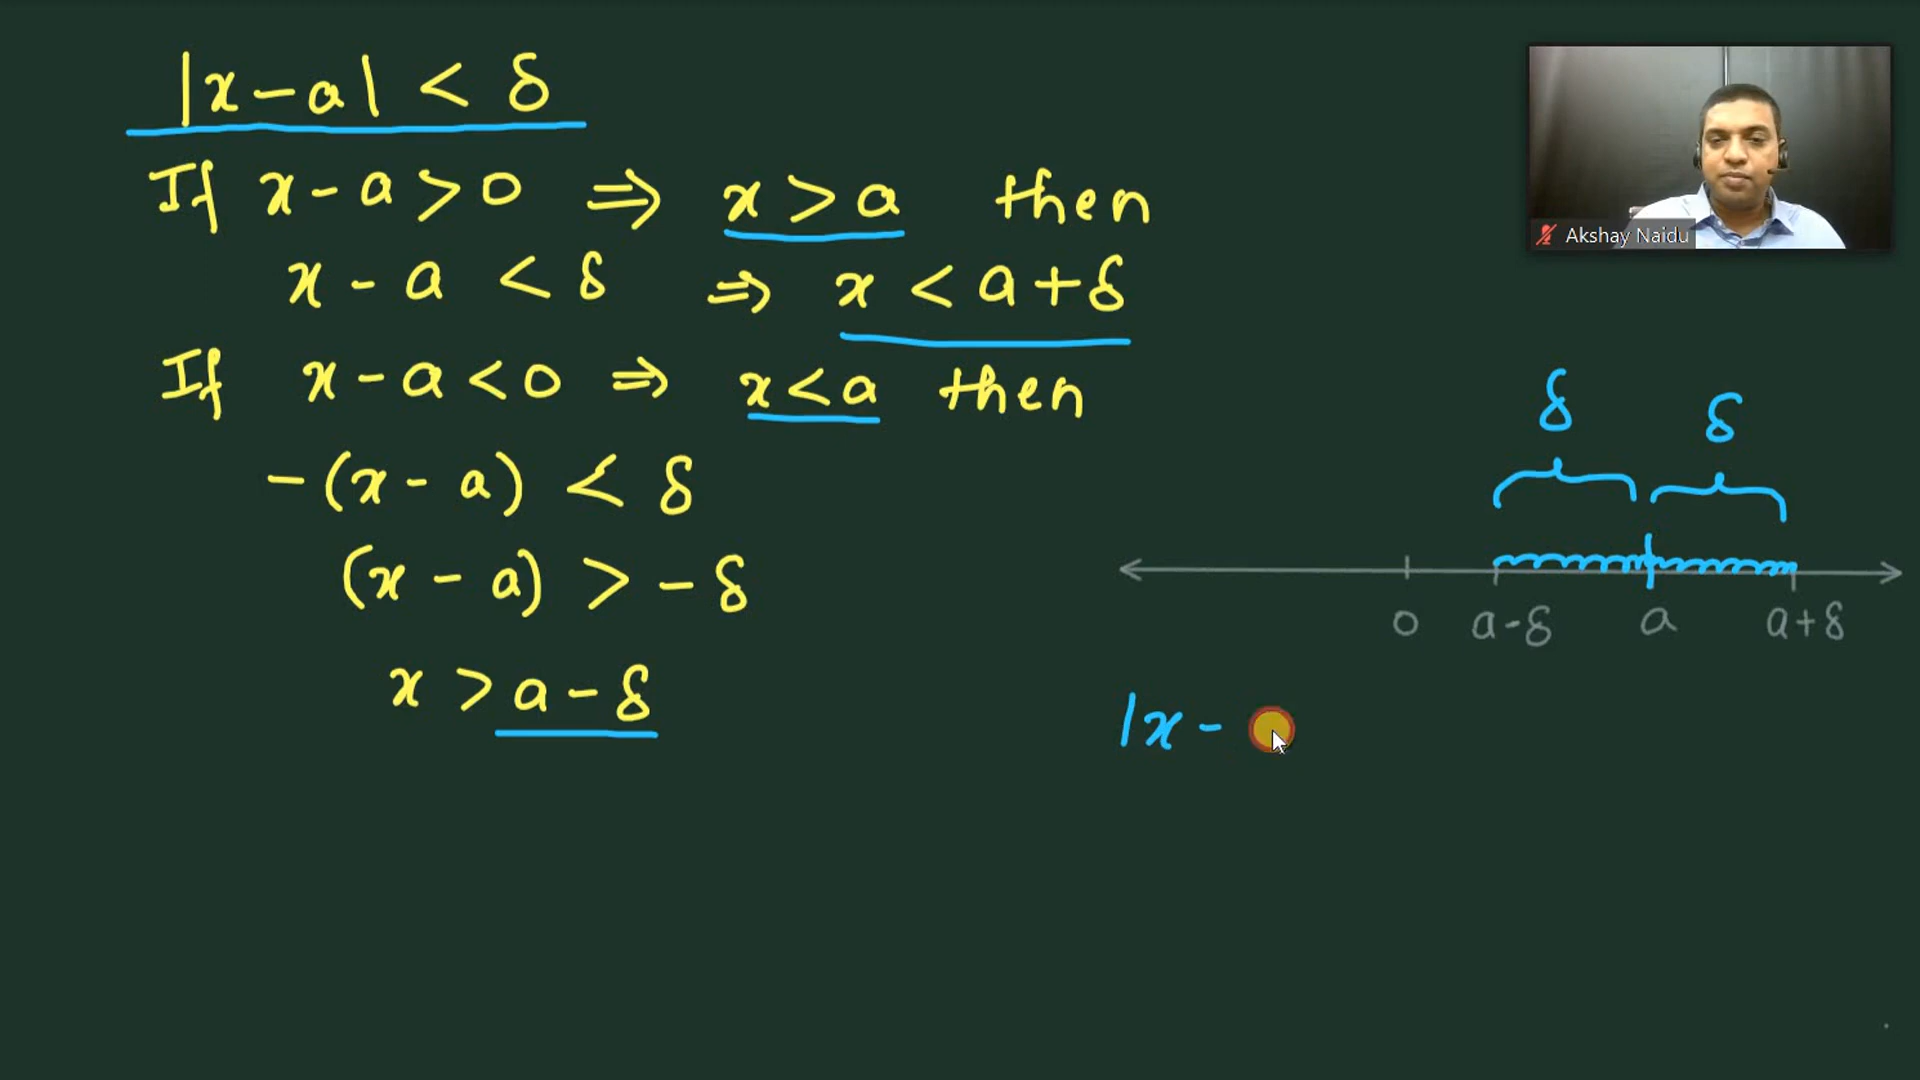 |x-a| < δ
If x-a>0 ⇒ x>a then
x-a < δ ⇒ x < a+δ
If x-a<0 ⇒ x<a then
-(x-a) < δ
(x-a) > -δ
x > a-δ
Akshay Naidu
δ δ
0 a-δ a a+δ
|x-